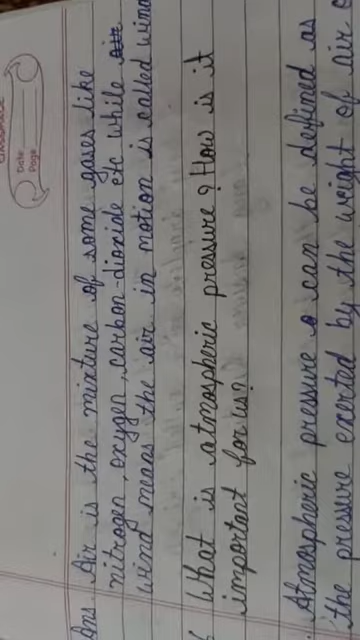 Date
Page
Ans. Air is the mixture of some gases like
nitrogen, oxygen, carbon-dioxide etc while
wind means the air in motion is called wind
What is atmospheric pressure? How is it
important for us?
Atmospheric pressure can be defined as
the pressure exerted by the weight of air